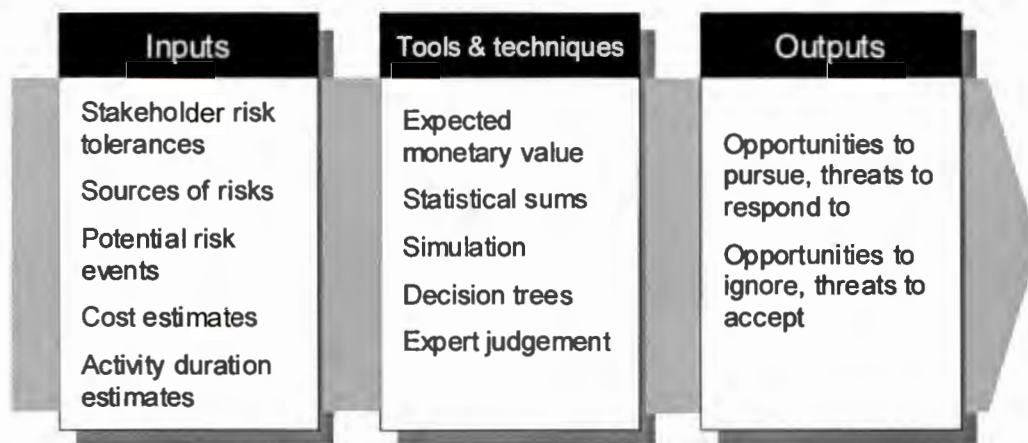 Inputs
Stakeholder risk
tolerances
Sources of risks
Potential risk
events
Cost estimates
Activity duration
estimates
Tools & techniques
Expected
monetary value
Statistical sums
Simulation
Decision trees
Expert judgement
Outputs
Opportunities to
pursue, threats to
respond to
Opportunities to
ignore, threats to
accept